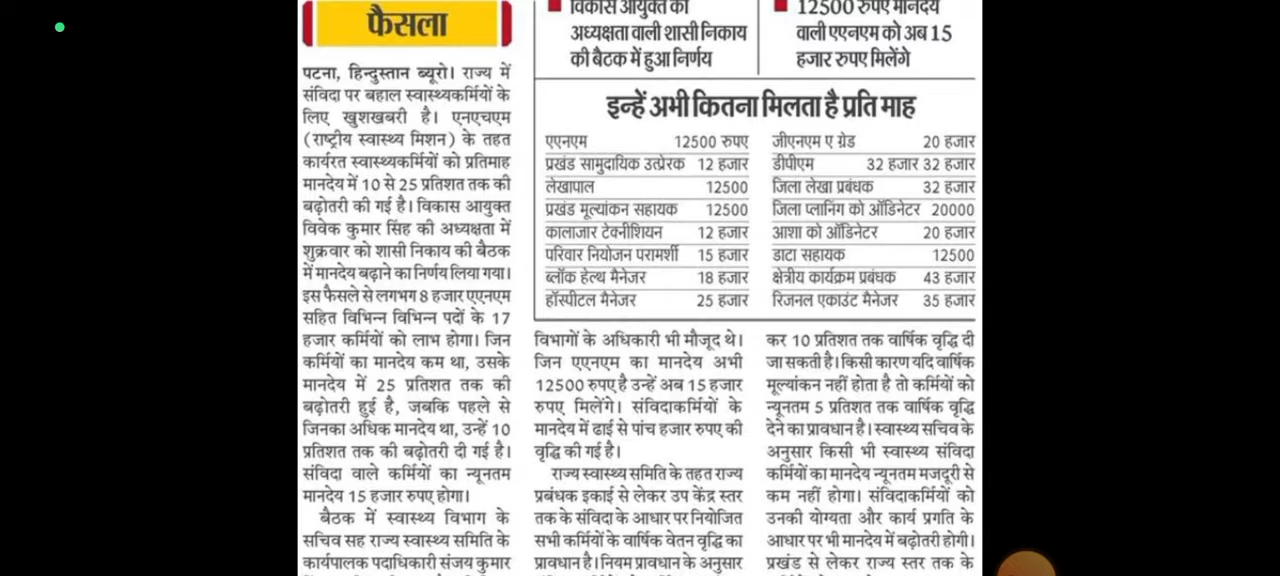 फैसला
विकास आयुक्त की
अध्यक्षता वाली शासी निकाय
की बैठक में हुआ निर्णय
12500 रुपए मानदेय
वाली एएनएम को अब 15
हजार रुपए मिलेंगे
पटना, हिन्दुस्तान ब्यूरो। राज्य में
संविदा पर बहाल स्वास्थ्यकर्मियों के
लिए खुशखबरी है। एनएचएम
(राष्ट्रीय स्वास्थ्य मिशन) के तहत
कार्यरत स्वास्थ्यकर्मियों को प्रतिमाह
मानदेय में 10 से 25 प्रतिशत तक की
बढ़ोतरी की गई है। विकास आयुक्त
विवेक कुमार सिंह की अध्यक्षता में
शुक्रवार को शासी निकाय की बैठक
में मानदेय बढ़ाने का निर्णय लिया गया।
इस फैसले से लगभग 8 हजार एएनएम
सहित विभिन्न विभिन्न पदों के 17
हजार कर्मियों को लाभ होगा। जिन
कर्मियों का मानदेय कम था, उसके
मानदेय में 25 प्रतिशत तक की
बढ़ोतरी हुई है, जबकि पहले से
जिनका अधिक मानदेय था, उन्हें 10
प्रतिशत तक की बढ़ोतरी दी गई है।
संविदा वाले कर्मियों का न्यूनतम
मानदेय 15 हजार रुपए होगा।
बैठक में स्वास्थ्य विभाग के
सचिव सह राज्य स्वास्थ्य समिति के
कार्यपालक पदाधिकारी संजय कुमार
इन्हें अभी कितना मिलता है प्रति माह
एएनएम 12500 रुपए
प्रखंड सामुदायिक उत्प्रेरक 12 हजार
लेखापाल 12500
प्रखंड मूल्यांकन सहायक 12500
कालाजार टेक्नीशियन 12 हजार
परिवार नियोजन परामर्शी 15 हजार
ब्लॉक हेल्थ मैनेजर 18 हजार
हॉस्पीटल मैनेजर 25 हजार
जीएनएम ए ग्रेड 20 हजार
डीपीएम 32 हजार 32 हजार
जिला लेखा प्रबंधक 32 हजार
जिला प्लानिंग को ऑडिनेटर 20000
आशा को ऑडिनेटर 20 हजार
डाटा सहायक 12500
क्षेत्रीय कार्यक्रम प्रबंधक 43 हजार
रिजनल एकाउंट मैनेजर 35 हजार
विभागों के अधिकारी भी मौजूद थे।
जिन एएनएम का मानदेय अभी
12500 रुपए है उन्हें अब 15 हजार
रुपए मिलेंगे। संविदाकर्मियों के
मानदेय में ढाई से पांच हजार रुपए की
वृद्धि की गई है।
राज्य स्वास्थ्य समिति के तहत राज्य
प्रबंधक इकाई से लेकर उप केंद्र स्तर
तक के संविदा के आधार पर नियोजित
सभी कर्मियों के वार्षिक वेतन वृद्धि का
प्रावधान है। नियम प्रावधान के अनुसार
कर 10 प्रतिशत तक वार्षिक वृद्धि दी
जा सकती है। किसी कारण यदि वार्षिक
मूल्यांकन नहीं होता है तो कर्मियों को
न्यूनतम 5 प्रतिशत तक वार्षिक वृद्धि
देने का प्रावधान है। स्वास्थ्य सचिव के
अनुसार किसी भी स्वास्थ्य संविदा
कर्मियों का मानदेय न्यूनतम मजदूरी से
कम नहीं होगा। संविदाकर्मियों को
उनकी योग्यता और कार्य प्रगति के
आधार पर भी मानदेय में बढ़ोतरी होगी।
प्रखंड से लेकर राज्य स्तर तक के